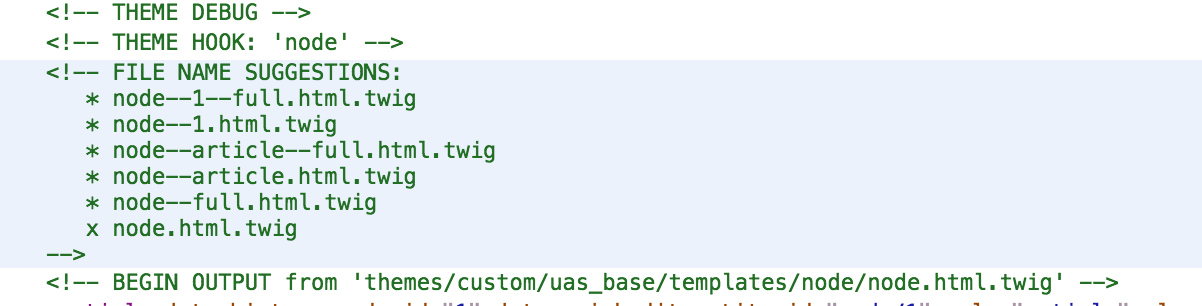 <!-- THEME DEBUG -->
<!-- THEME HOOK: 'node' -->
<!-- FILE NAME SUGGESTIONS:
* node--1--full.html.twig
* node--1.html.twig
* node--article--full.html.twig
* node--article.html.twig
* node--full.html.twig
x node.html.twig
-->
<!-- BEGIN OUTPUT from 'themes/custom/uas_base/templates/node/node.html.twig' -->